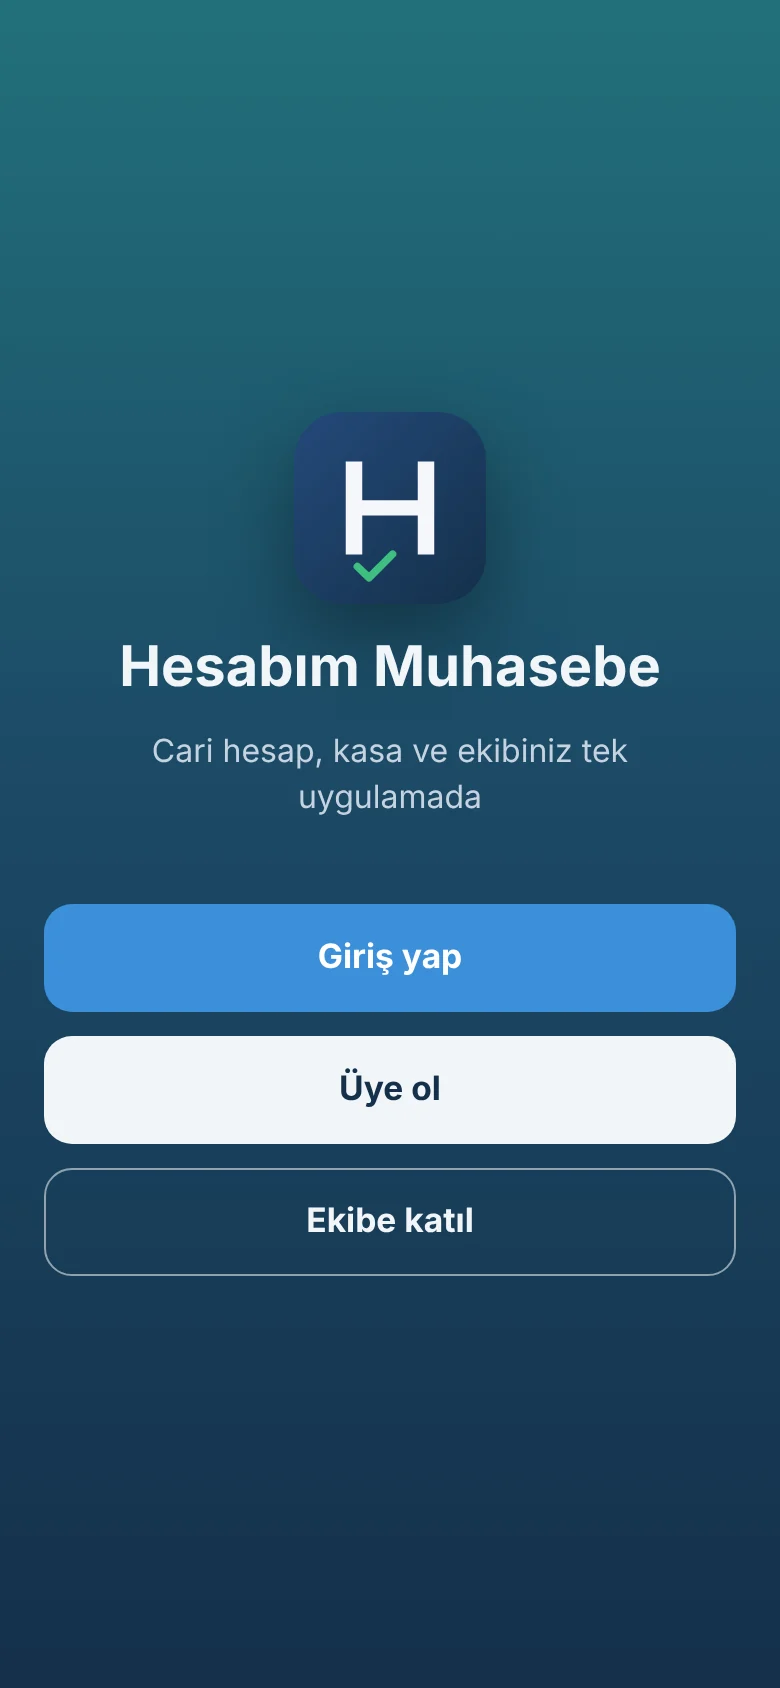 H
Hesabım Muhasebe
Cari hesap, kasa ve ekibiniz tek
uygulamada
Giriş yap
Üye ol
Ekibe katıl